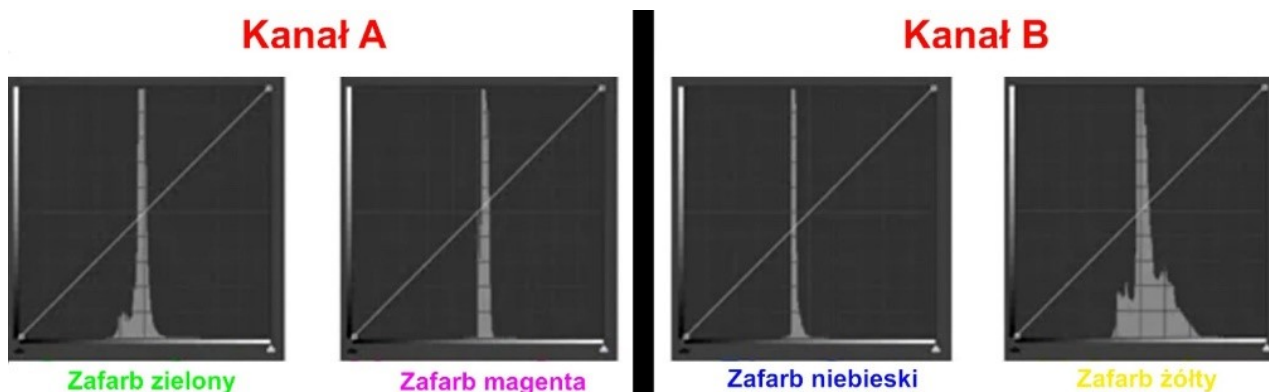 Kanał A
Kanał B
Zafarb zielony
Zafarb magenta
Zafarb niebieski
Zafarb żółty